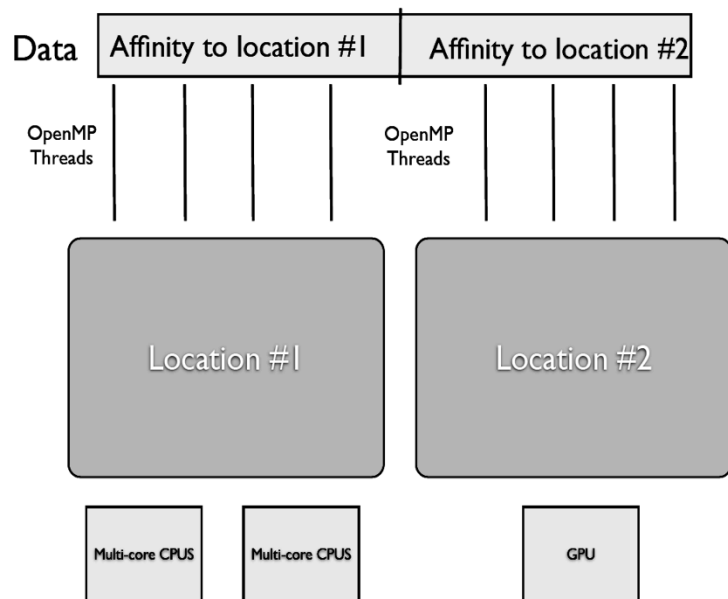 Data
Affinity to location #1
Affinity to location #2
OpenMP
Threads
OpenMP
Threads
Location #1
Location #2
Multi-core CPUS
Multi-core CPUS
GPU